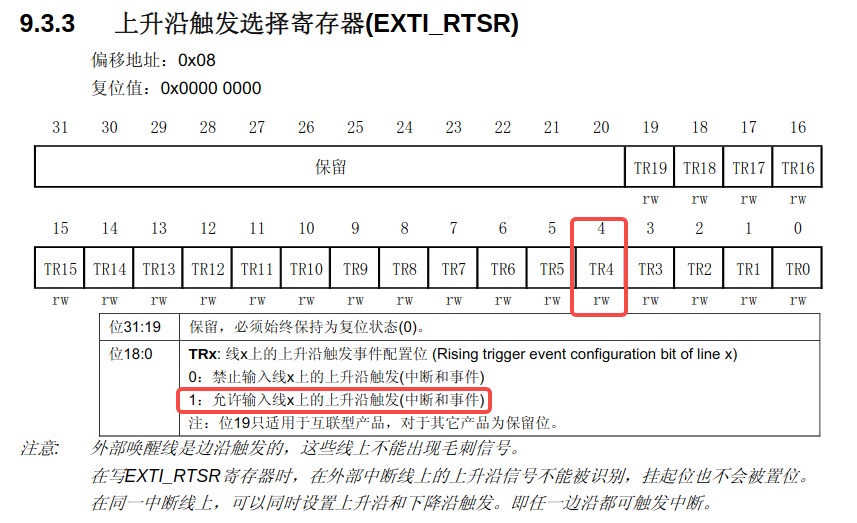 9.3.3 上升沿触发选择寄存器(EXTI_RTSR)
偏移地址：0x08
复位值：0x0000 0000
31 30 29 28 27 26 25 24 23 22 21 20 19 18 17 16
保留 TR19 TR18 TR17 TR16
rw rw rw rw
15 14 13 12 11 10 9 8 7 6 5 4 3 2 1 0
TR15 TR14 TR13 TR12 TR11 TR10 TR9 TR8 TR7 TR6 TR5 TR4 TR3 TR2 TR1 TR0
rw rw rw rw rw rw rw rw rw rw rw rw rw rw rw rw
位31:19 保留，必须始终保持为复位状态(0)。
位18:0 TRx: 线x上的上升沿触发事件配置位 (Rising trigger event configuration bit of line x)
0：禁止输入线x上的上升沿触发(中断和事件)
1：允许输入线x上的上升沿触发(中断和事件)
注：位19只适用于互联型产品，对于其它产品为保留位。
注意: 外部唤醒线是边沿触发的，这些线上不能出现毛刺信号。
在写EXTI_RTSR寄存器时，在外部中断线上的上升沿信号不能被识别，挂起位也不会被置位。
在同一中断线上，可以同时设置上升沿和下降沿触发。即任一边沿都可触发中断。